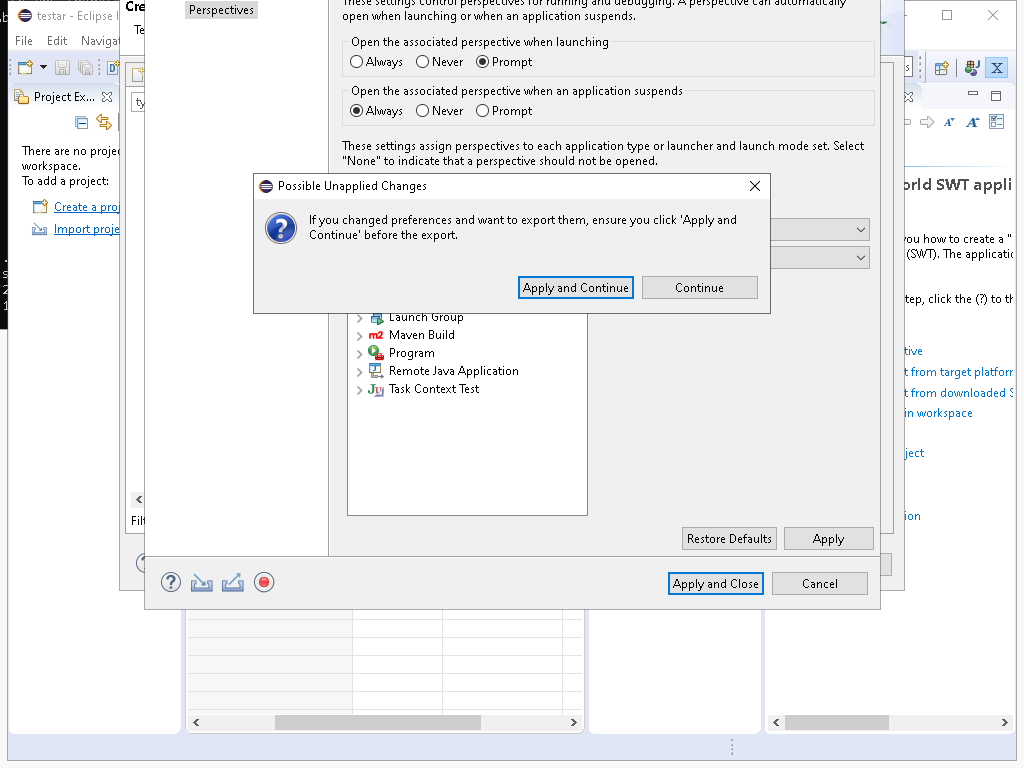 testar - Eclipse
File Edit
Perspectives
These settings control perspectives for running and debugging. A perspective can automatically
open when launching or when an application suspends.
Open the associated perspective when launching
Always Never Prompt
Open the associated perspective when an application suspends
Always Never Prompt
These settings assign perspectives to each application type or launcher and launch mode set. Select
"None" to indicate that a perspective should not be opened.
Project Ex...
There are no proje
workspace.
To add a project:
Create a proj
Import proje
Possible Unapplied Changes
If you changed preferences and want to export them, ensure you click 'Apply and
Continue' before the export.
Apply and Continue Continue
Launch Group
Maven Build
Program
Remote Java Application
Task Context Test
Restore Defaults Apply
Apply and Close Cancel
orld SWT appli
you how to create a "
(SWT). The applicatio
tep, click the (?) to th
tive
t from target platforr
t from downloaded S
in workspace
ject
ion